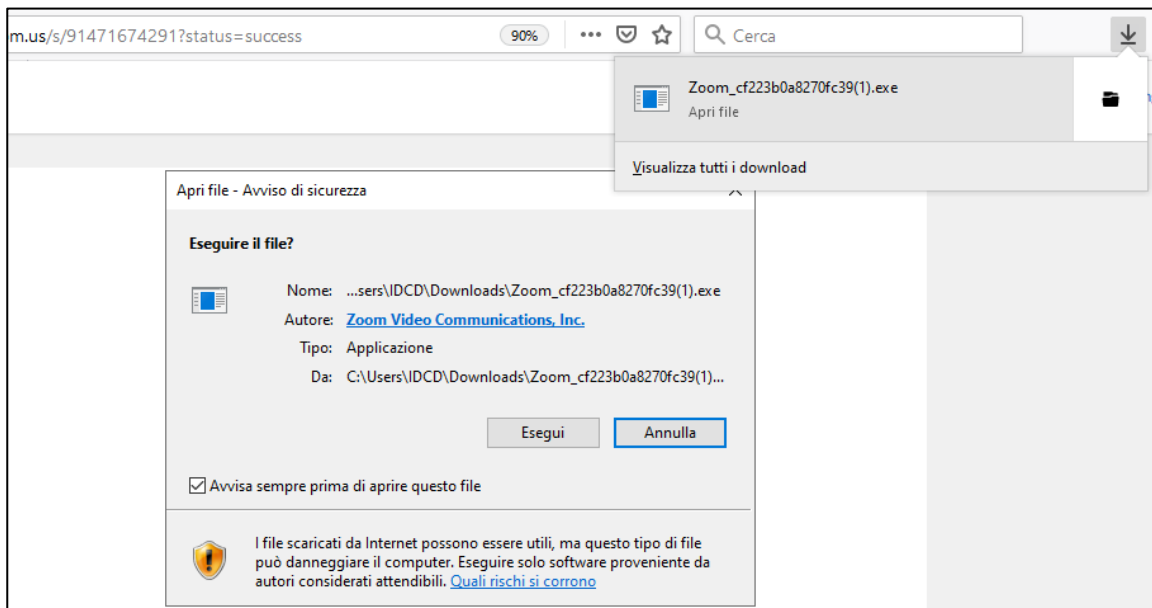 m.us/s/91471674291?status=success
90%
Cerca
Zoom_cf223b0a8270fc39(1).exe
Apri file
Visualizza tutti i download
Apri file - Avviso di sicurezza
Eseguire il file?
Nome: ...sers\IDCD\Downloads\Zoom_cf223b0a8270fc39(1).exe
Autore: Zoom Video Communications, Inc.
Tipo: Applicazione
Da: C:\Users\IDCD\Downloads\Zoom_cf223b0a8270fc39(1)...
Esegui Annulla
Avvisa sempre prima di aprire questo file
I file scaricati da Internet possono essere utili, ma questo tipo di file
può danneggiare il computer. Eseguire solo software proveniente da
autori considerati attendibili. Quali rischi si corrono